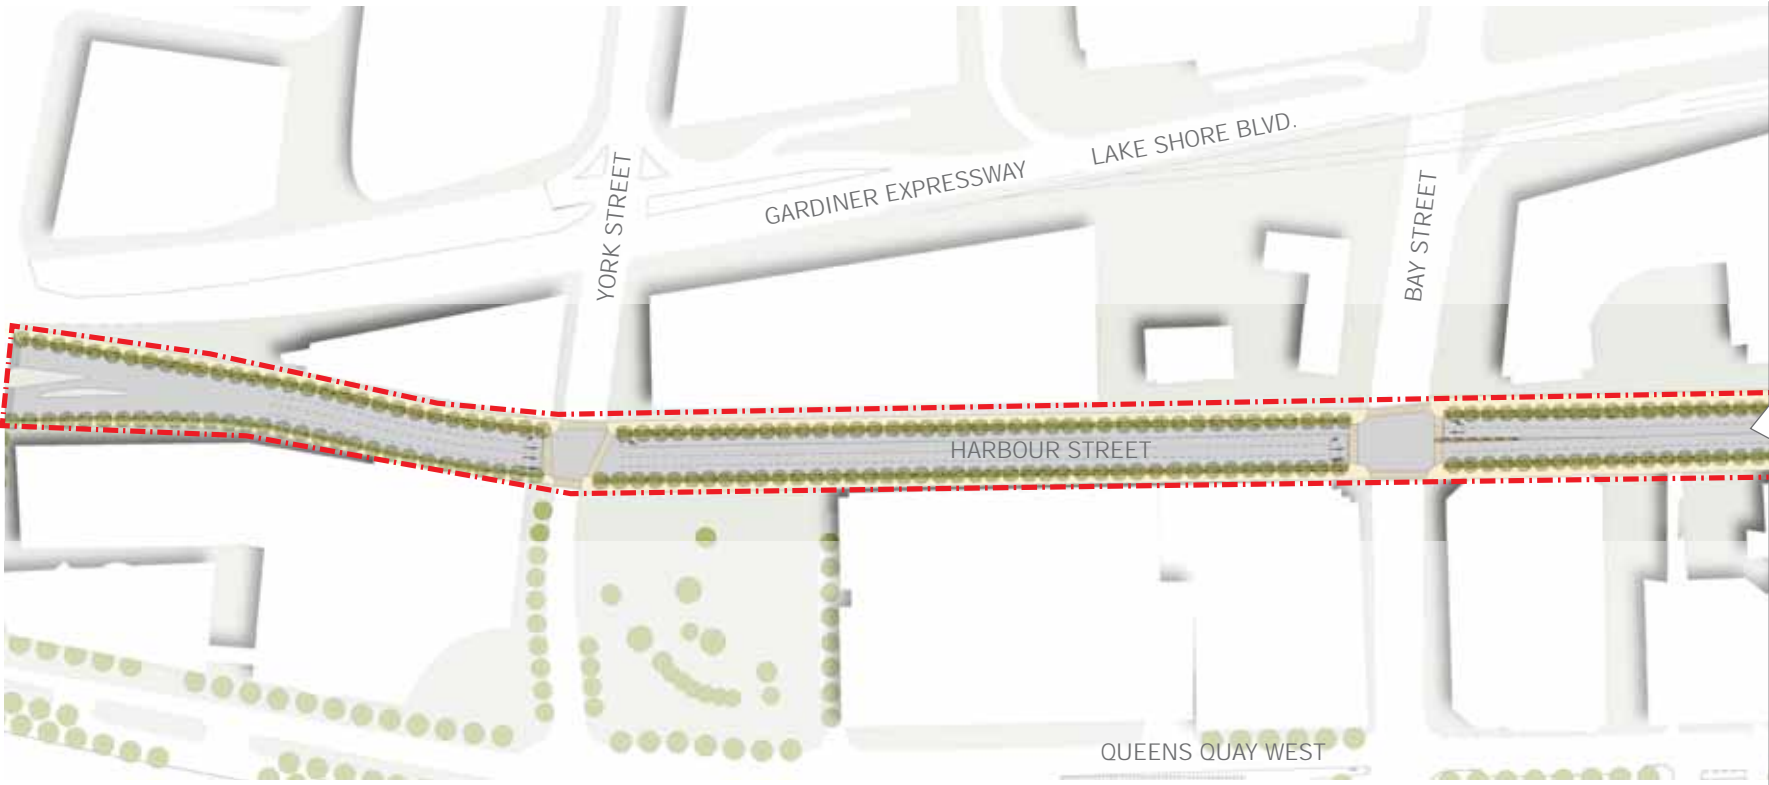 LAKE SHORE BLVD.
GARDINER EXPRESSWAY
YORK STREET
BAY STREET
HARBOUR STREET
QUEENS QUAY WEST